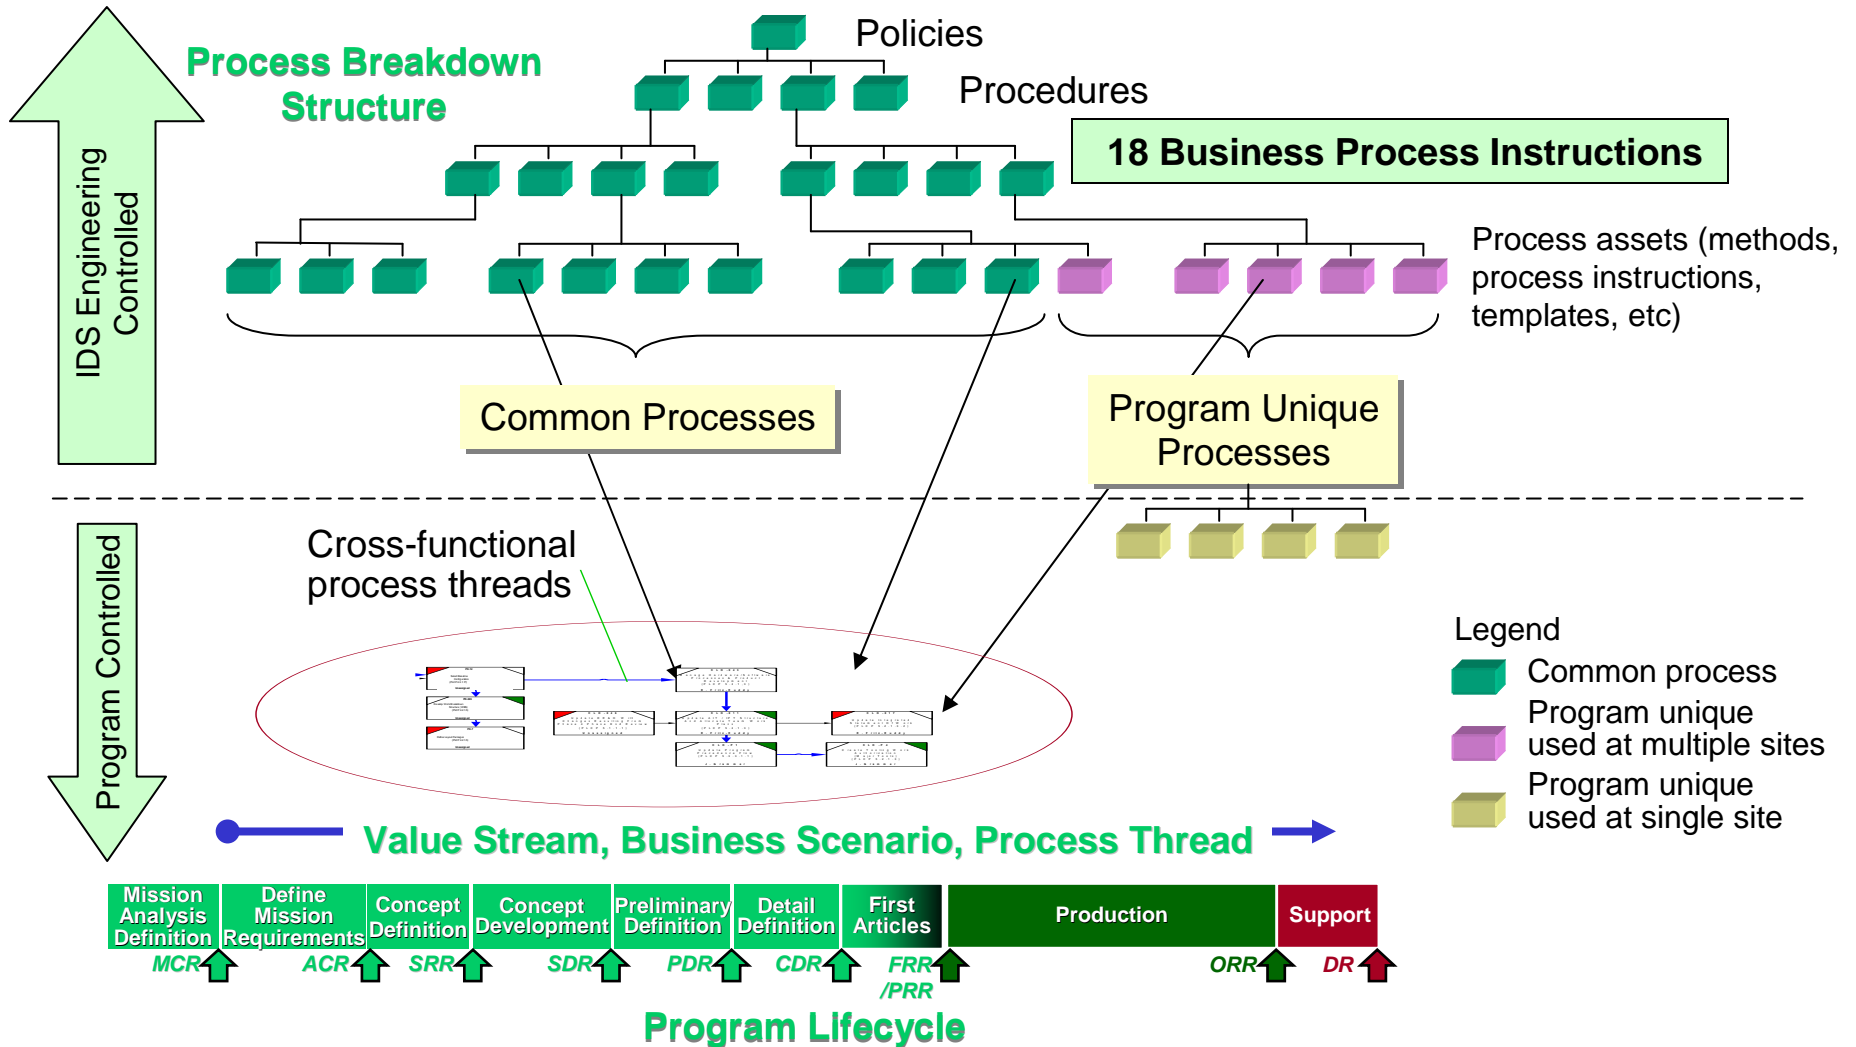 Policies
Process Breakdown
Structure
Procedures
18 Business Process Instructions
IDS Engineering
Controlled
Process assets (methods,
process instructions,
templates, etc)
Common Processes
Program Unique
Processes
Program Controlled
Cross-functional
process threads
Legend
Common process
Program unique
used at multiple sites
Program unique
used at single site
Value Stream, Business Scenario, Process Thread
Mission
Analysis
Definition
Define
Mission
Requirements
Concept
Definition
Concept
Development
Preliminary
Definition
Detail
Definition
First
Articles
Production
Support
MCR
ACR
SRR
SDR
PDR
CDR
FRR
/PRR
ORR
DR
Program Lifecycle